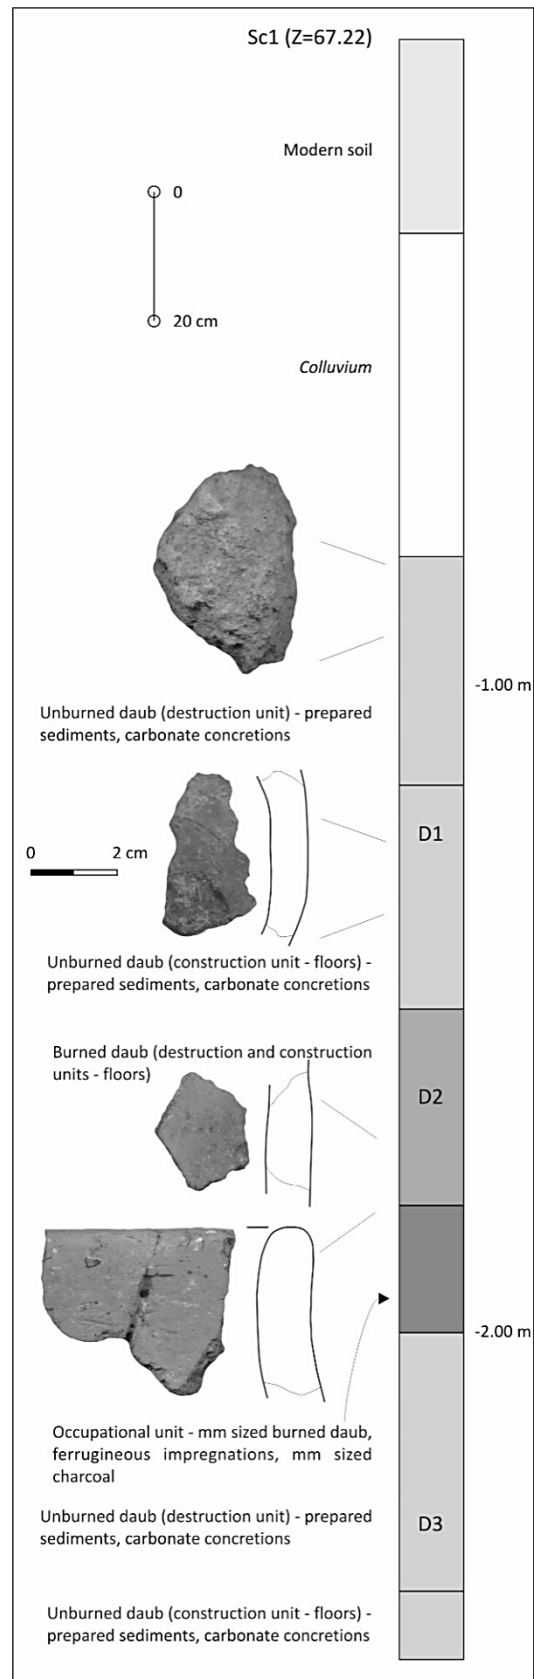 Sc1 (Z=67.22)
Modern soil
0
20 cm
Colluvium
-1.00 m
Unburned daub (destruction unit) - prepared
sediments, carbonate concretions
D1
0 2 cm
Unburned daub (construction unit - floors) -
prepared sediments, carbonate concretions
Burned daub (destruction and construction
units - floors)
D2
-2.00 m
Occupational unit - mm sized burned daub,
ferrugineous impregnations, mm sized
charcoal
Unburned daub (destruction unit) - prepared
sediments, carbonate concretions
D3
Unburned daub (construction unit - floors) -
prepared sediments, carbonate concretions